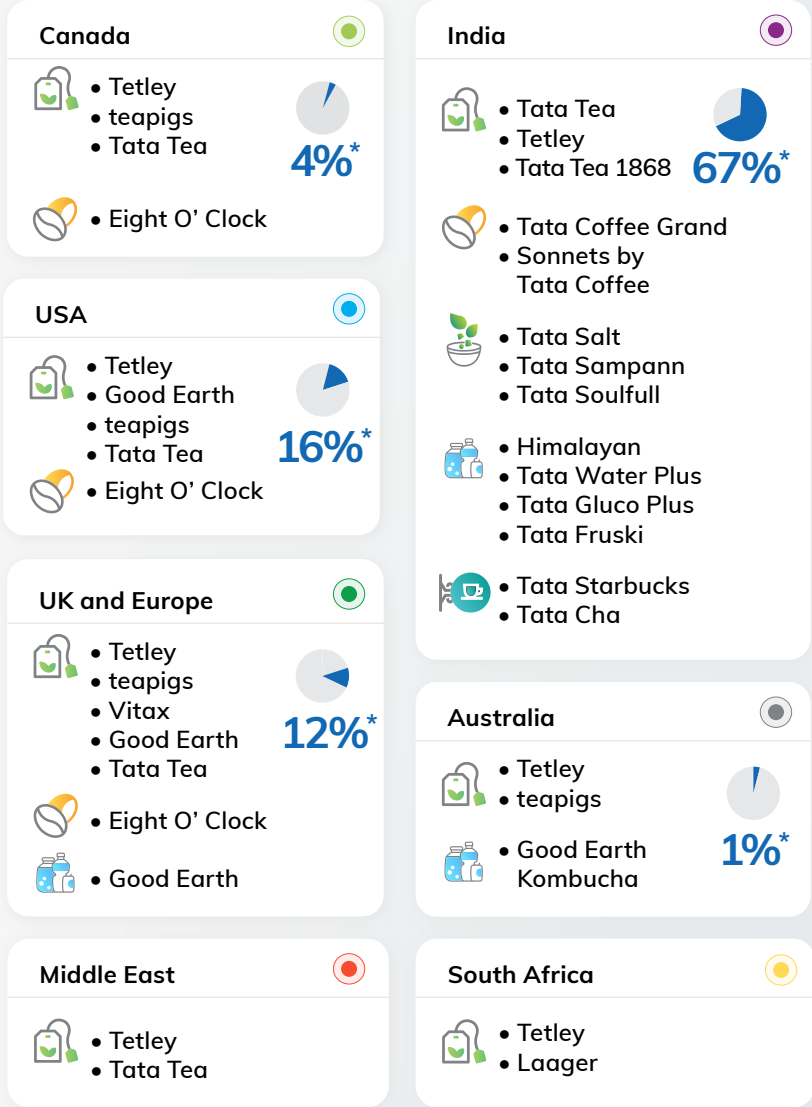 Canada
• Tetley
• teapigs
• Tata Tea
4%*
• Eight O’ Clock
USA
• Tetley
• Good Earth
• teapigs
• Tata Tea
16%*
• Eight O’ Clock
UK and Europe
• Tetley
• teapigs
• Vitax
• Good Earth
• Tata Tea
12%*
• Eight O’ Clock
• Good Earth
Middle East
• Tetley
• Tata Tea
India
• Tata Tea
• Tetley
• Tata Tea 1868
67%*
• Tata Coffee Grand
• Sonnets by
Tata Coffee
• Tata Salt
• Tata Sampann
• Tata Soulfull
• Himalayan
• Tata Water Plus
• Tata Gluco Plus
• Tata Fruski
• Tata Starbucks
• Tata Cha
Australia
• Tetley
• teapigs
1%*
• Good Earth
Kombucha
South Africa
• Tetley
• Laager